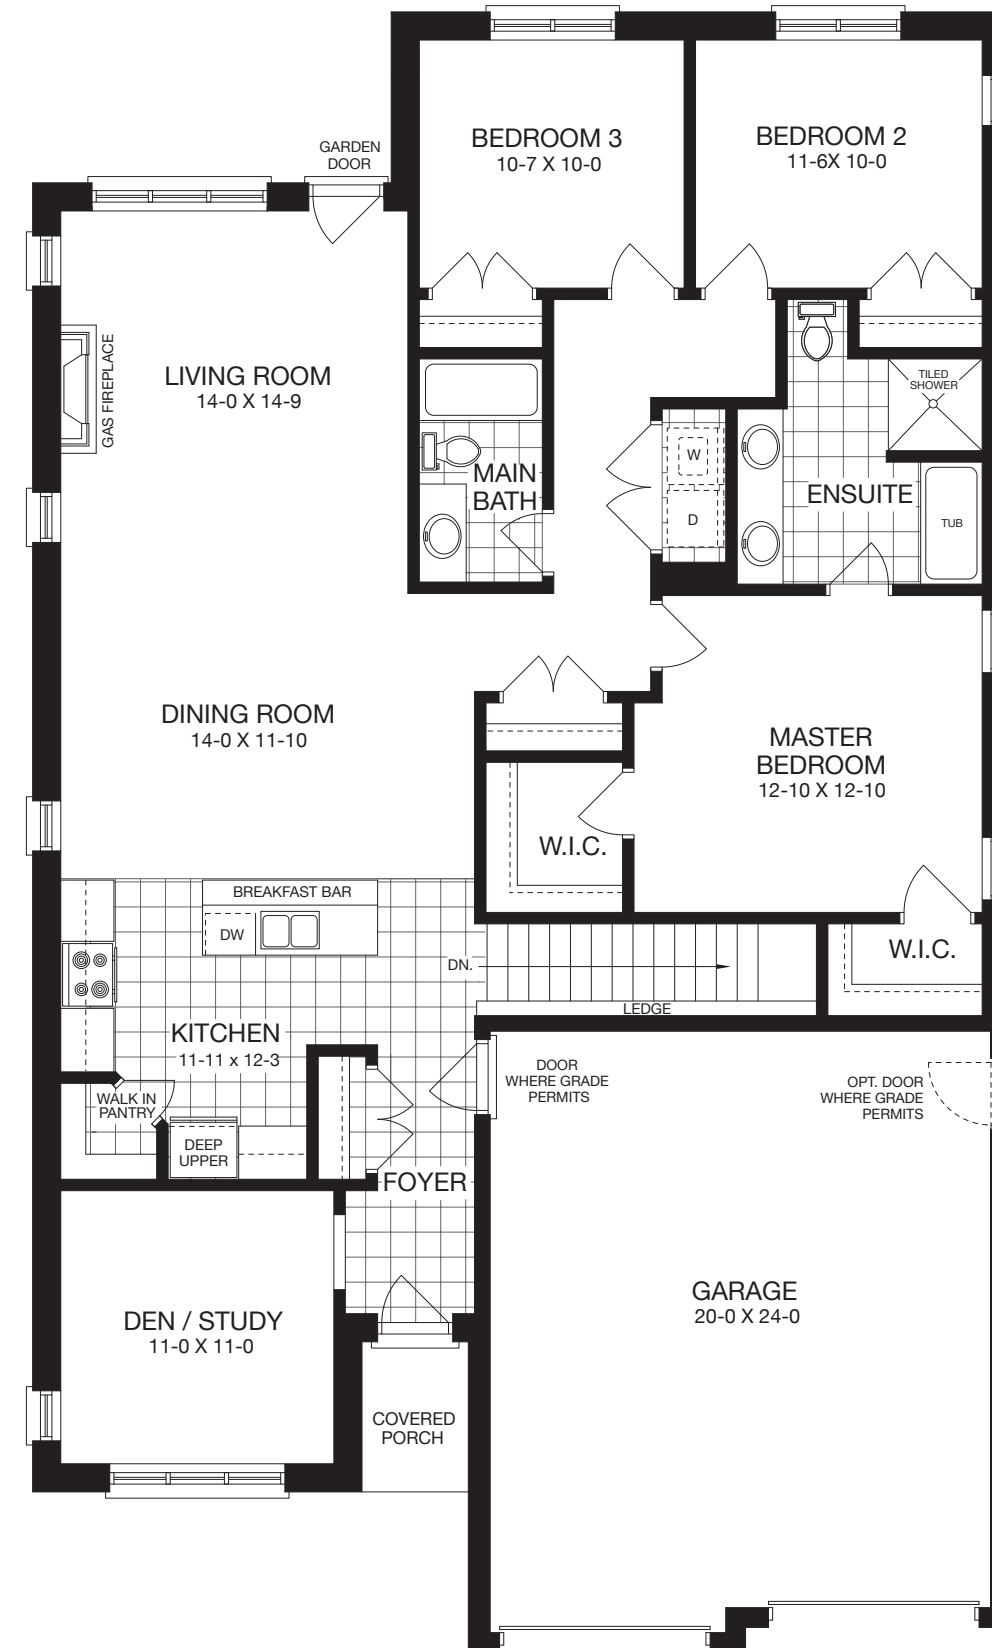 BEDROOM 3
10-7 X 10-0
BEDROOM 2
11-6X 10-0
GARDEN
DOOR
LIVING ROOM
14-0 X 14-9
GAS FIREPLACE
TILED
SHOWER
MAIN
BATH
W
D
ENSUITE
TUB
DINING ROOM
14-0 X 11-10
MASTER
BEDROOM
12-10 X 12-10
W.I.C.
BREAKFAST BAR
DW
DN.
W.I.C.
LEDGE
KITCHEN
11-11 x 12-3
DOOR
WHERE GRADE
PERMITS
OPT. DOOR
WHERE GRADE
PERMITS
WALK IN
PANTRY
DEEP
UPPER
FOYER
DEN / STUDY
11-0 X 11-0
GARAGE
20-0 X 24-0
COVERED
PORCH